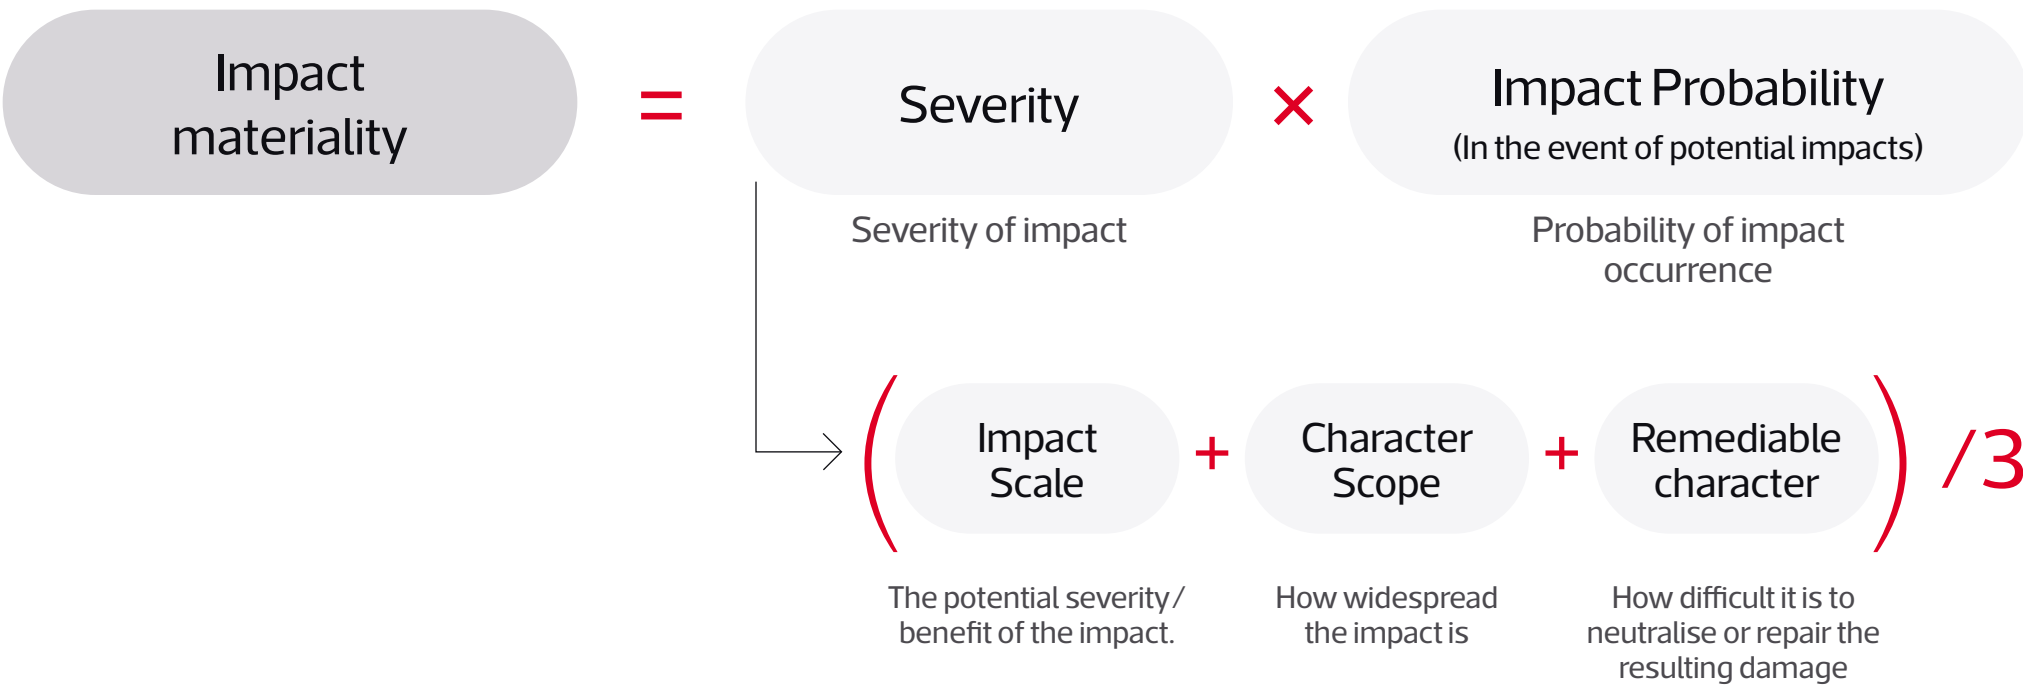 Impact
materiality
=
Severity
×
Impact Probability
(In the event of potential impacts)
Severity of impact
Probability of impact
occurrence
(
Impact
Scale
+
Character
Scope
+
Remediable
character
) /3
The potential severity/
benefit of the impact.
How widespread
the impact is
How difficult it is to
neutralise or repair the
resulting damage